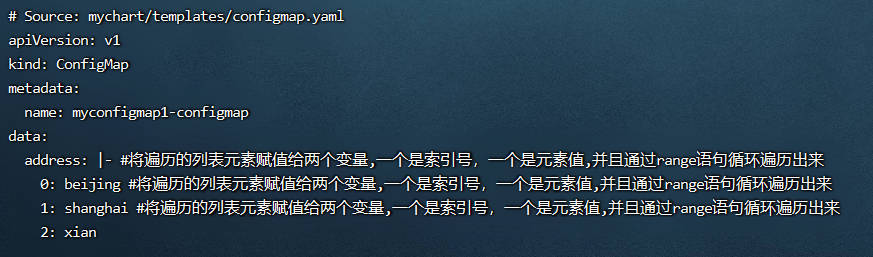 # Source: mychart/templates/configmap.yaml
apiVersion: v1
kind: ConfigMap
metadata:
  name: myconfigmap1-configmap
data:
  address: |- #将遍历的列表元素赋值给两个变量,一个是索引号，一个是元素值,并且通过range语句循环遍历出来
    0: beijing #将遍历的列表元素赋值给两个变量,一个是索引号，一个是元素值,并且通过range语句循环遍历出来
    1: shanghai #将遍历的列表元素赋值给两个变量,一个是索引号，一个是元素值,并且通过range语句循环遍历出来
    2: xian